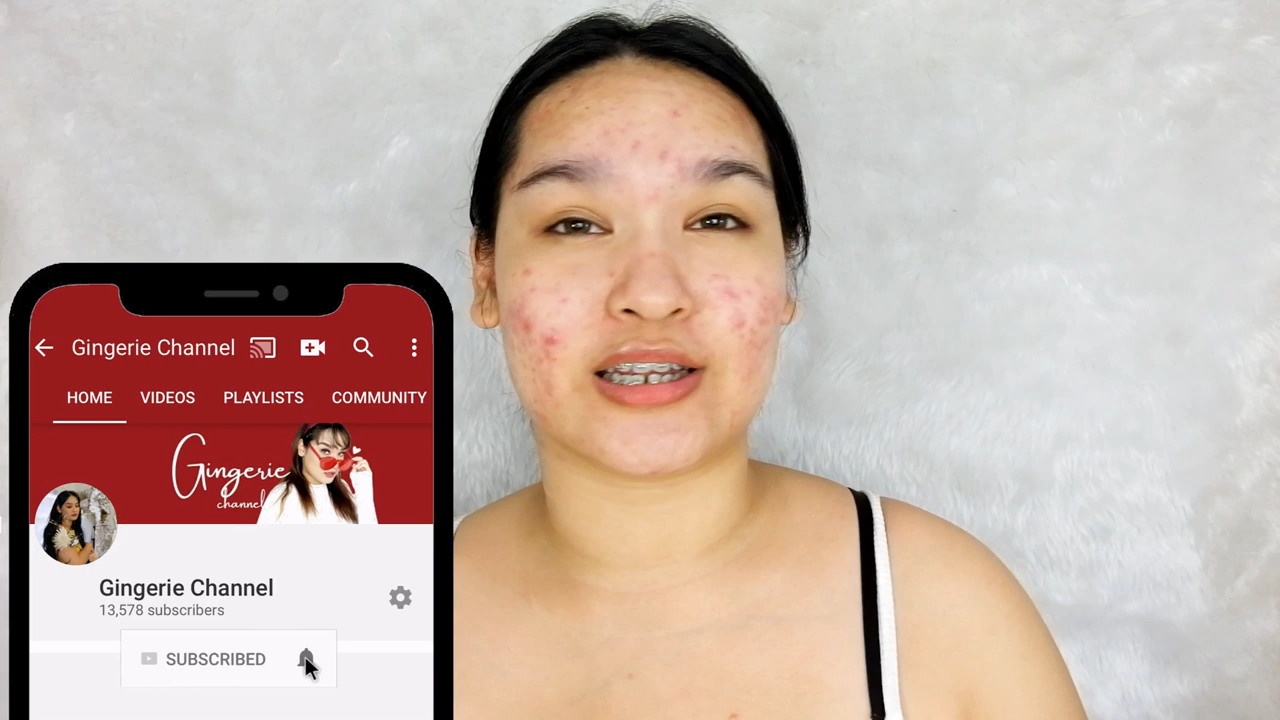 Gingerie Channel
HOME VIDEOS PLAYLISTS COMMUNITY
Gingerie
channel
Gingerie Channel
13,578 subscribers
SUBSCRIBED